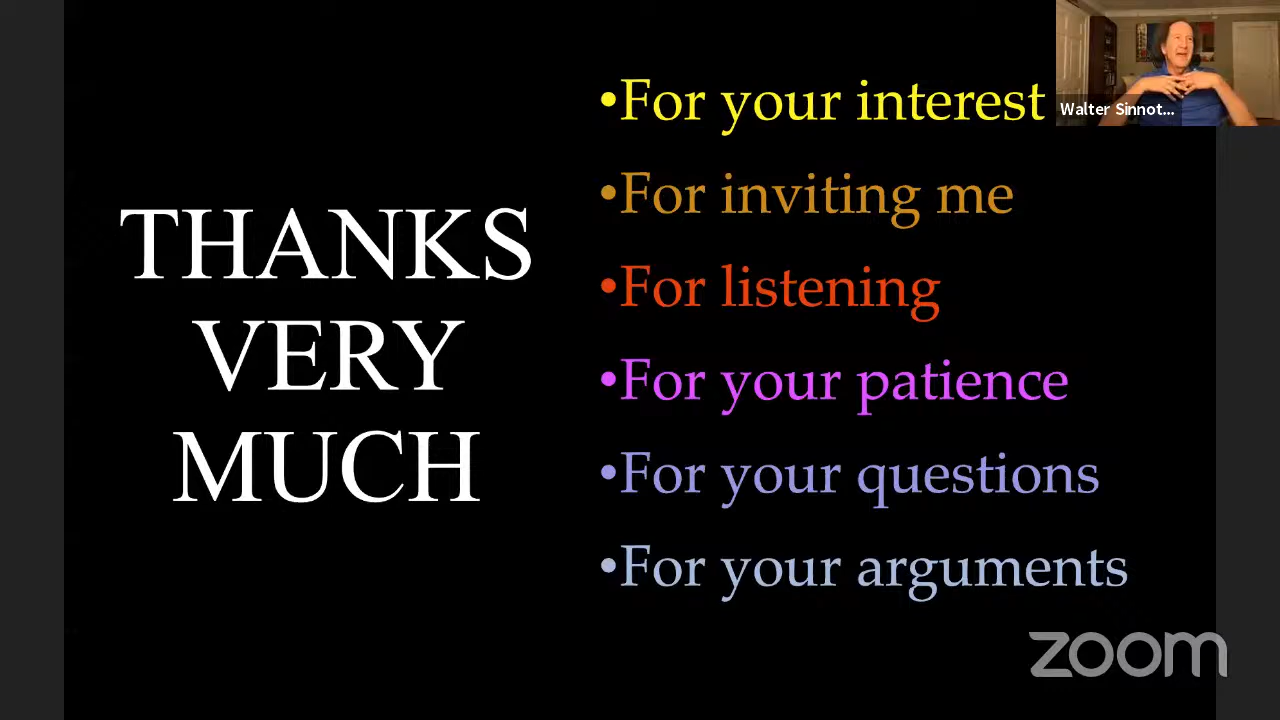 THANKS
VERY
MUCH
•For your interest
•For inviting me
•For listening
•For your patience
•For your questions
•For your arguments
Walter Sinnot...
zoom